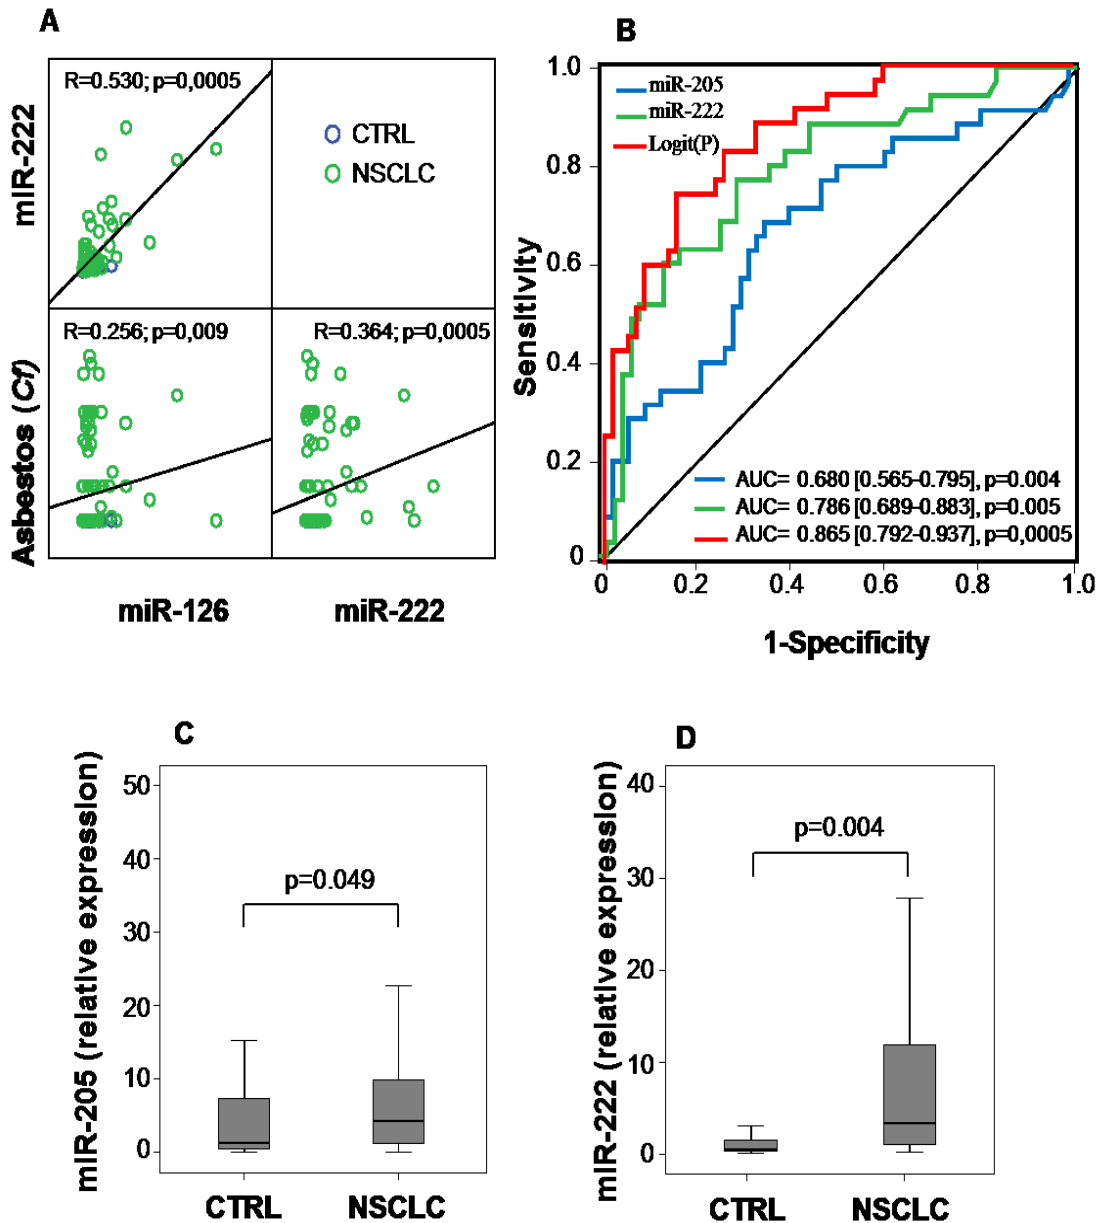 A
R=0.530; p=0,0005
miR-222
CTRL
NSCLC
R=0.256; p=0,009
R=0.364; p=0,0005
Asbestos (Cf)
miR-126
miR-222
B
miR-205
miR-222
Logit(P)
Sensitivity
1.0
0.8
0.6
0.4
0.2
0
AUC= 0.680 [0.565-0.795], p=0.004
AUC= 0.786 [0.689-0.883], p=0.005
AUC= 0.865 [0.792-0.937], p=0,0005
0 0.2 0.4 0.6 0.8 1.0
1-Specificity
C
miR-205 (relative expression)
50
40
30
20
10
0
p=0.049
CTRL NSCLC
D
miR-222 (relative expression)
40
30
20
10
0
p=0.004
CTRL NSCLC